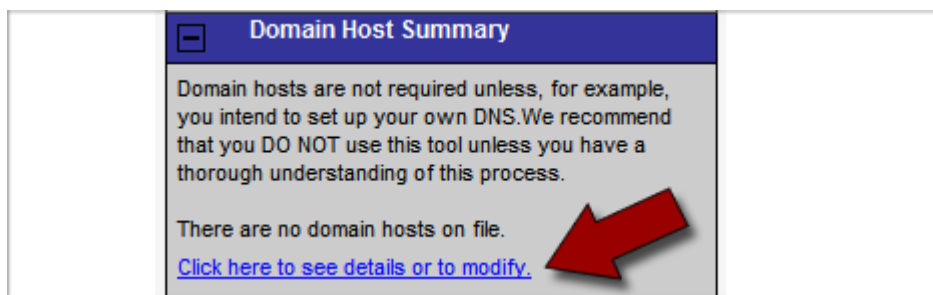 Domain Host Summary
Domain hosts are not required unless, for example,
you intend to set up your own DNS.We recommend
that you DO NOT use this tool unless you have a
thorough understanding of this process.
There are no domain hosts on file.
Click here to see details or to modify.